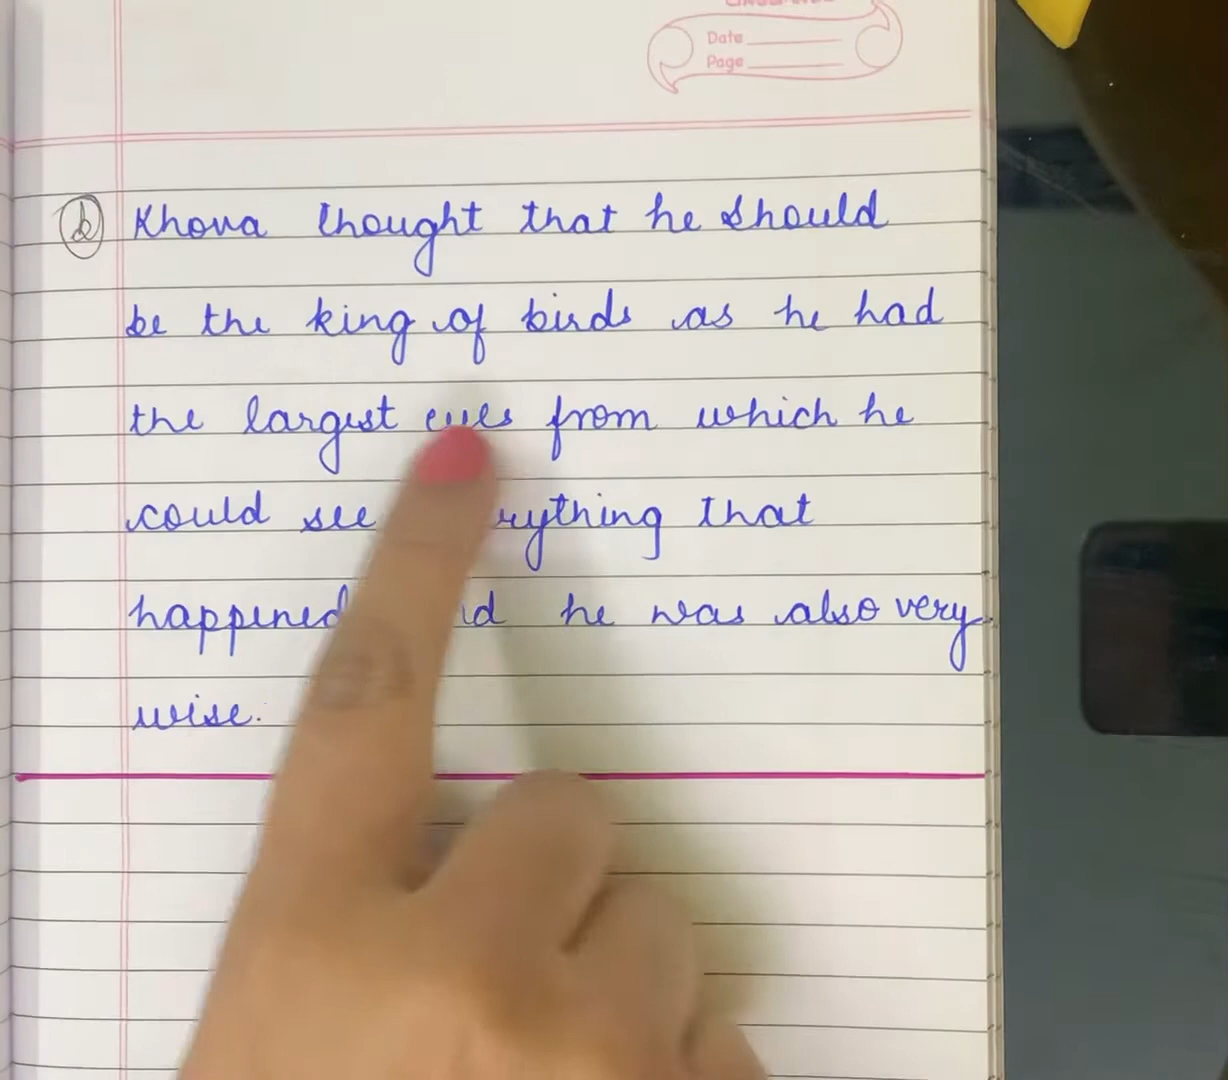 Date
Page
(b) Khova thought that he should
be the king of birds as he had
the largest eyes from which he
could see rything that
happened he was also very
wise.